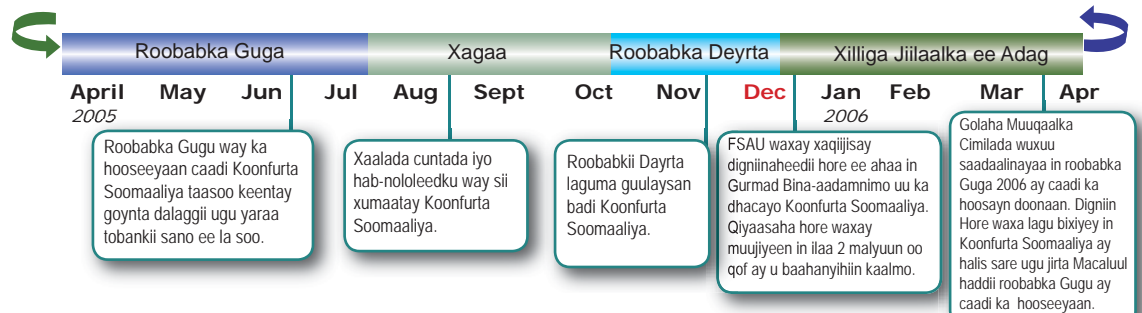 Roobabka Guga
Xagaa
Roobabka Deyrta
Xilliga Jiilaalka ee Adag
April May Jun Jul Aug Sept Oct Nov Dec Jan Feb Mar Apr
2005 2006
Roobabka Gugu way ka
hooseeyaan caadi Koonfurta
Soomaaliya taasoo keentay
goynta dalaggii ugu yaraa
tobankii sano ee la soo.
Xaalada cuntada iyo
hab-nololeedku way sii
xumaatay Koonfurta
Soomaaliya.
Roobabkii Dayrta
laguma guulaysan
badi Koonfurta
Soomaaliya.
FSAU waxay xaqiijisay
digniinaheedii hore ee ahaa in
Gurmad Bina-aadamnimo uu ka
dhacayo Koonfurta Soomaaliya.
Qiyaasaha hore waxay
muujiyeen in ilaa 2 malyuun oo
qof ay u baahanyihiin kaalmo.
Golaha Muuqaalka
Cimilada wuxuu
saadaalinayaa in roobabka
Guga 2006 ay caadi ka
hoosayn doonaan. Digniin
Hore waxa lagu bixiyey in
Koonfurta Soomaaliya ay
halis sare ugu jirta Macaluul
haddii roobabka Gugu ay
caadi ka hooseeyaan.